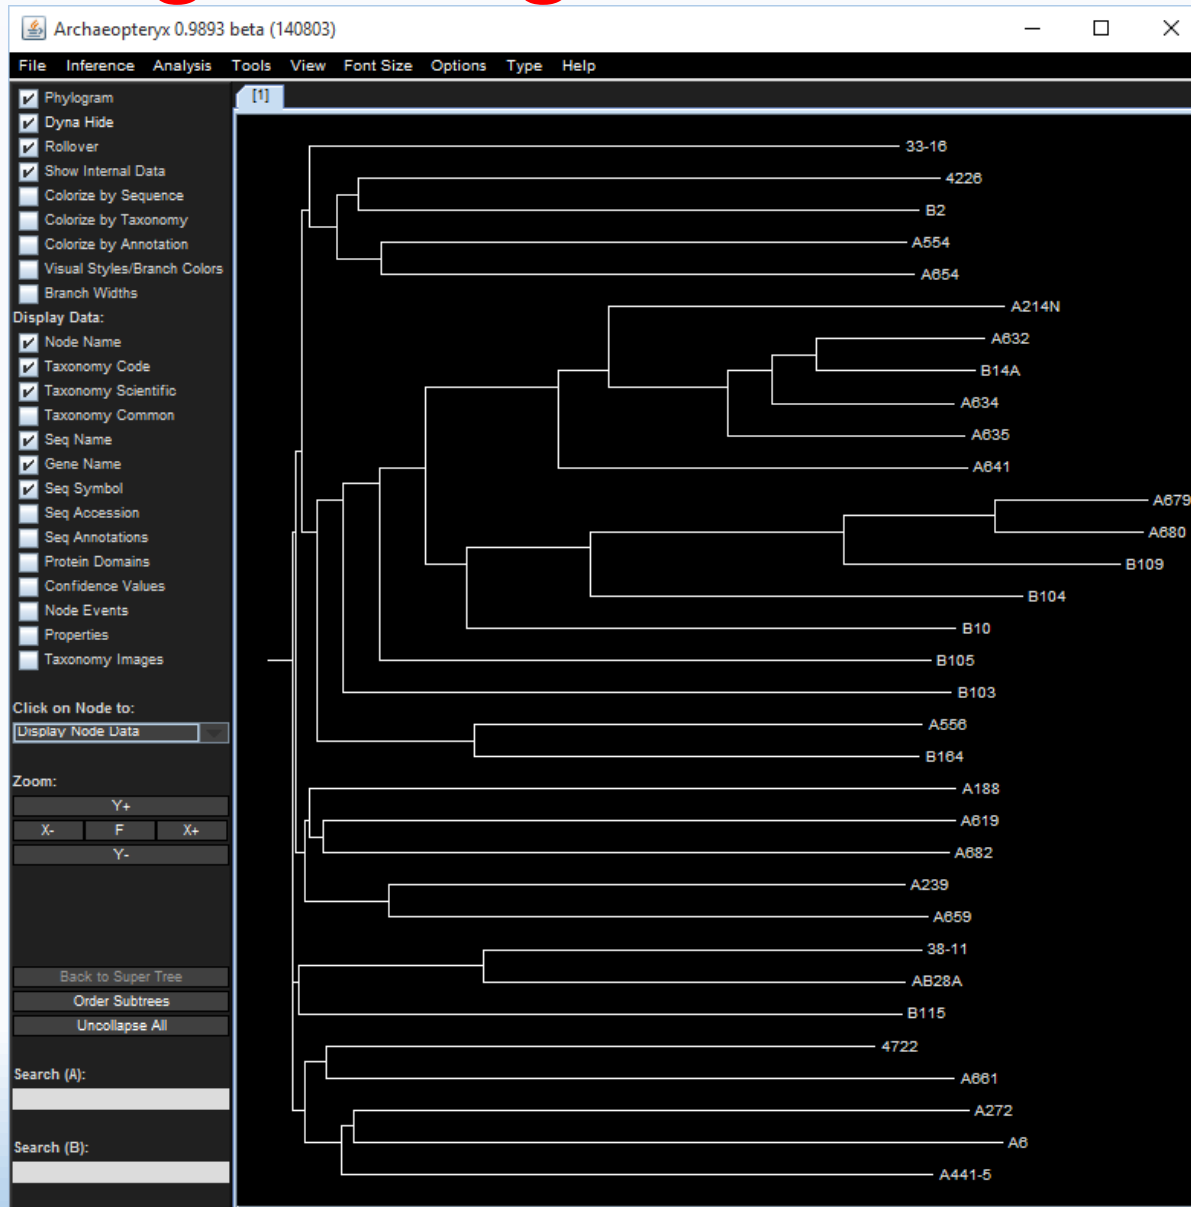 Archaeopteryx 0.9893 beta (140803)
File Inference Analysis Tools View Font Size Options Type Help
Phylogram
Dyna Hide
Rollover
Show Internal Data
Colorize by Sequence
Colorize by Taxonomy
Colorize by Annotation
Visual Styles/Branch Colors
Branch Widths
Display Data:
Node Name
Taxonomy Code
Taxonomy Scientific
Taxonomy Common
Seq Name
Gene Name
Seq Symbol
Seq Accession
Seq Annotations
Protein Domains
Confidence Values
Node Events
Properties
Taxonomy Images
Click on Node to:
Display Node Data
Zoom:
Y+
X- F X+
Y-
Back to Super Tree
Order Subtrees
Uncollapse All
Search (A):
Search (B):
[1]
33-16
4226
B2
A554
A654
A214N
A632
B14A
A634
A635
A641
A679
A680
B109
B104
B10
B105
B103
A556
B164
A188
A619
A682
A239
A659
38-11
AB28A
B115
4722
A661
A272
A6
A441-5